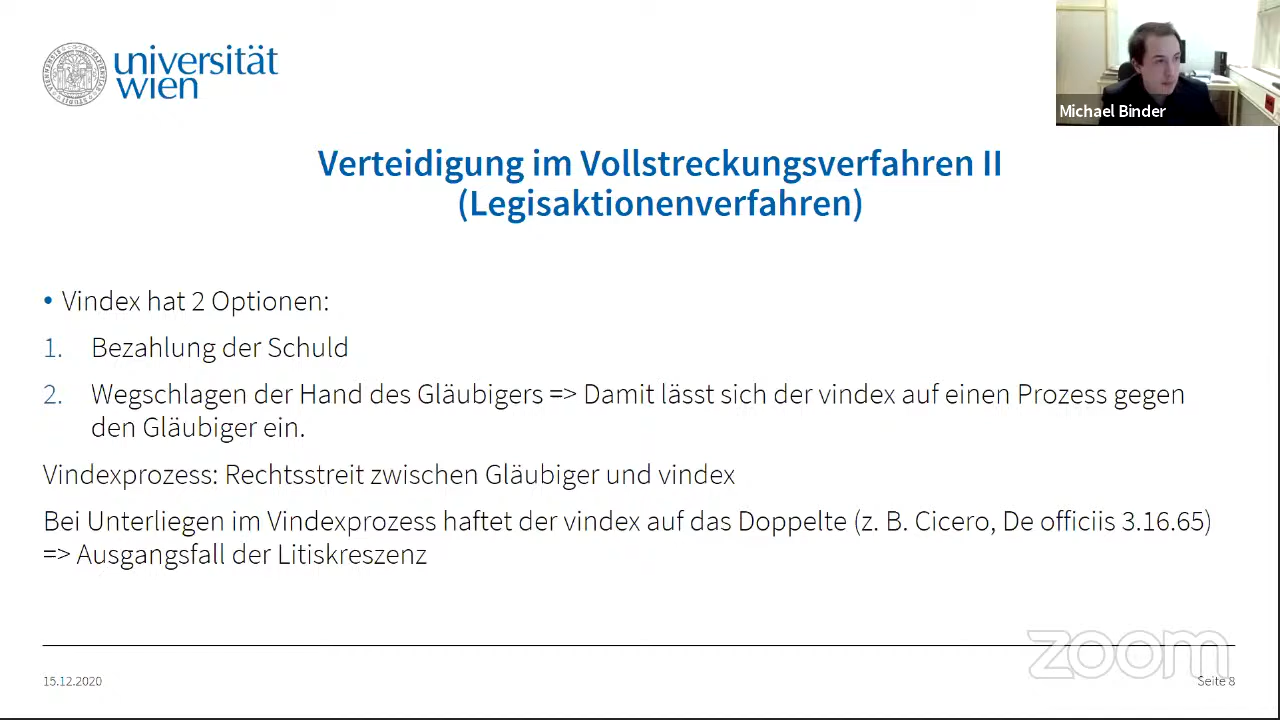 universität
wien
Michael Binder
Verteidigung im Vollstreckungsverfahren II
(Legisaktionenverfahren)
• Vindex hat 2 Optionen:
1. Bezahlung der Schuld
2. Wegschlagen der Hand des Gläubigers => Damit lässt sich der vindex auf einen Prozess gegen
den Gläubiger ein.
Vindexprozess: Rechtsstreit zwischen Gläubiger und vindex
Bei Unterliegen im Vindexprozess haftet der vindex auf das Doppelte (z. B. Cicero, De officiis 3.16.65)
=> Ausgangsfall der Litiskreszenz
zoom
15.12.2020
Seite 8